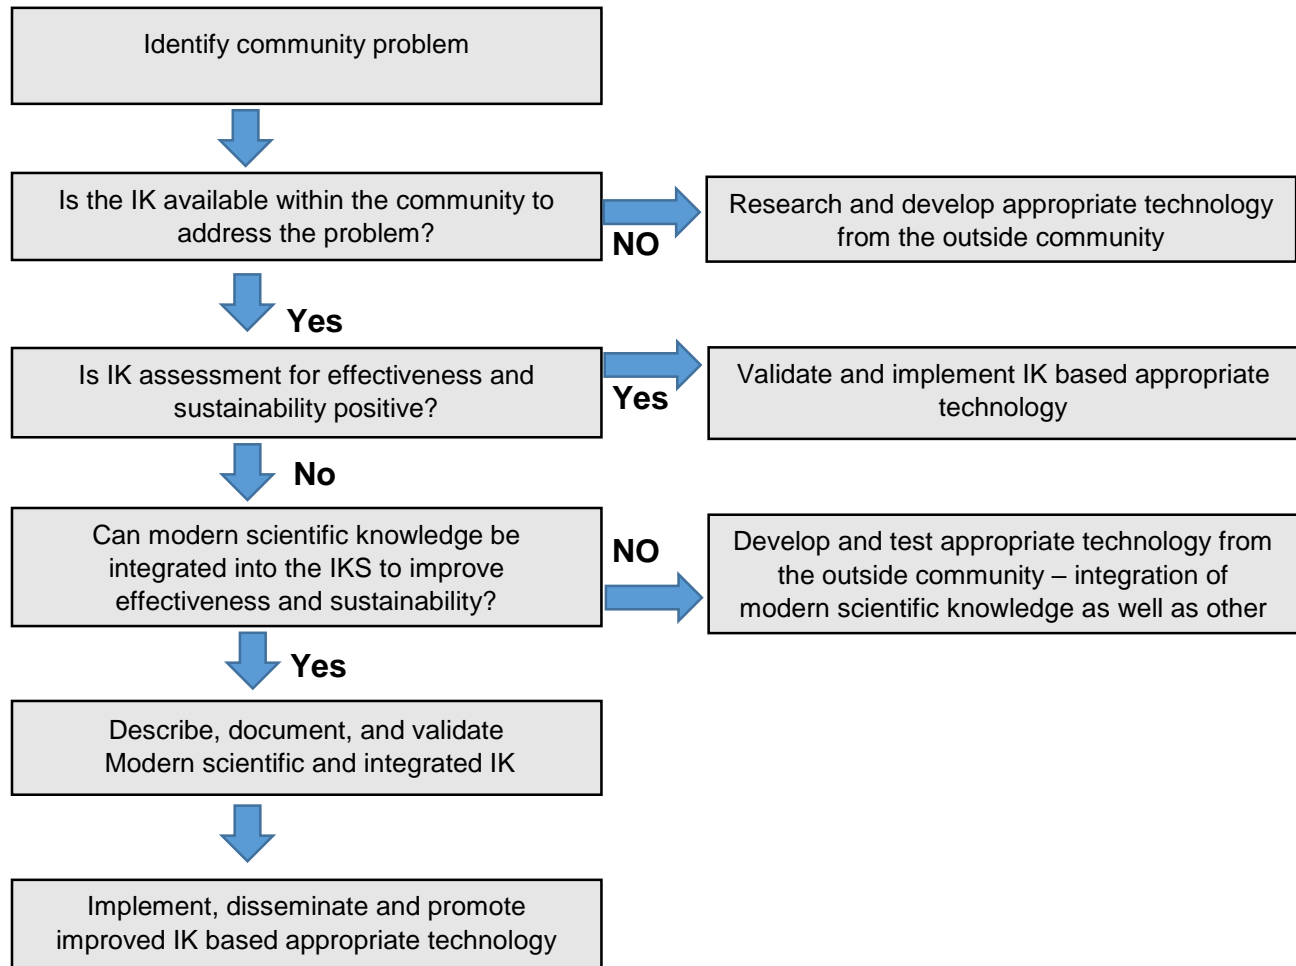 Identify community problem
Is the IK available within the community to
address the problem?
NO
Research and develop appropriate technology
from the outside community
Yes
Is IK assessment for effectiveness and
sustainability positive?
Yes
Validate and implement IK based appropriate
technology
No
Can modern scientific knowledge be
integrated into the IKS to improve
effectiveness and sustainability?
NO
Develop and test appropriate technology from
the outside community – integration of
modern scientific knowledge as well as other
Yes
Describe, document, and validate
Modern scientific and integrated IK
Implement, disseminate and promote
improved IK based appropriate technology